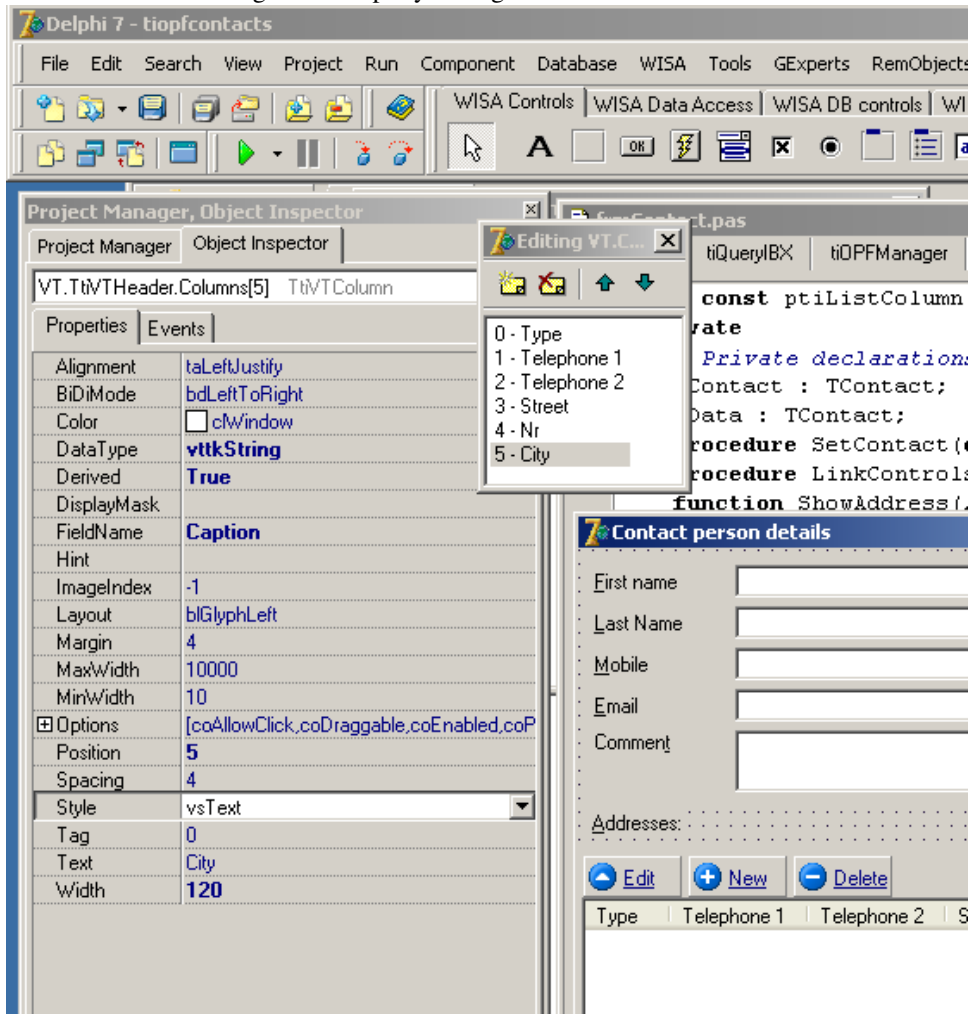 Delphi 7 - tiopfcontacts
File Edit Search View Project Run Component Database WISA Tools GExperts RemObjects
WISA Controls WISA Data Access WISA DB controls WI
A OK
Project Manager, Object Inspector
Project Manager Object Inspector
VT.TtiVTHeader.Columns[5] TtiVTColumn
Properties Events
Alignment taLeftJustify
BiDiMode bdLeftToRight
Color clWindow
DataType vttkString
Derived True
DisplayMask
FieldName Caption
Hint
ImageIndex -1
Layout blGlyphLeft
Margin 4
MaxWidth 10000
MinWidth 10
Options [coAllowClick,coDraggable,coEnabled,coP
Position 5
Spacing 4
Style vsText
Tag 0
Text City
Width 120
Editing VT.C...
0 - Type
1 - Telephone 1
2 - Telephone 2
3 - Street
4 - Nr
5 - City
ct.pas
tiQueryIBX tiOPFManager
const ptiListColumn
vate
Private declarations
Contact : TContact;
Data : TContact;
rocedure SetContact(
rocedure LinkControls
function ShowAddress(
Contact person details
First name
Last Name
Mobile
Email
Comment
Addresses:
Edit New Delete
Type Telephone 1 Telephone 2 S